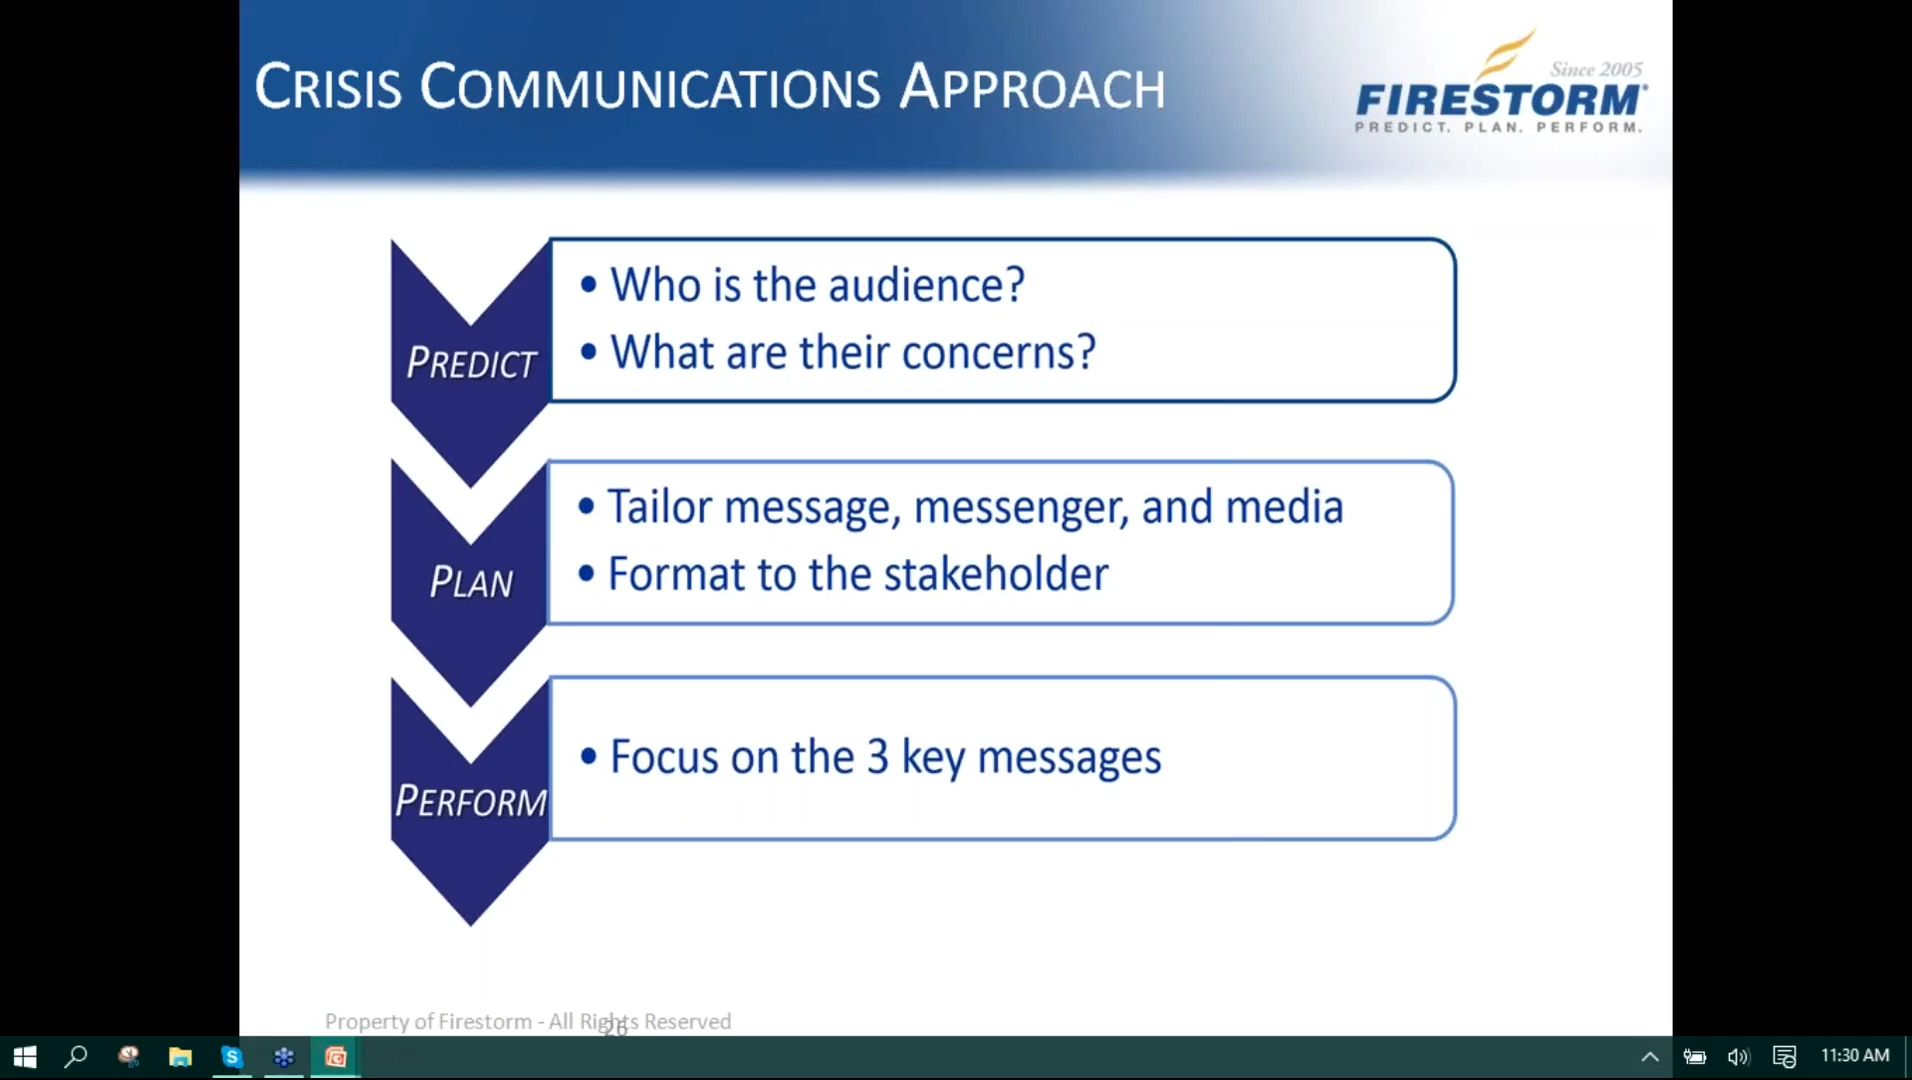 CRISIS COMMUNICATIONS APPROACH
Since 2005
FIRESTORM®
PREDICT. PLAN. PERFORM.
PREDICT
• Who is the audience?
• What are their concerns?
PLAN
• Tailor message, messenger, and media
• Format to the stakeholder
PERFORM
• Focus on the 3 key messages
Property of Firestorm - All Rights Reserved
26
11:30 AM